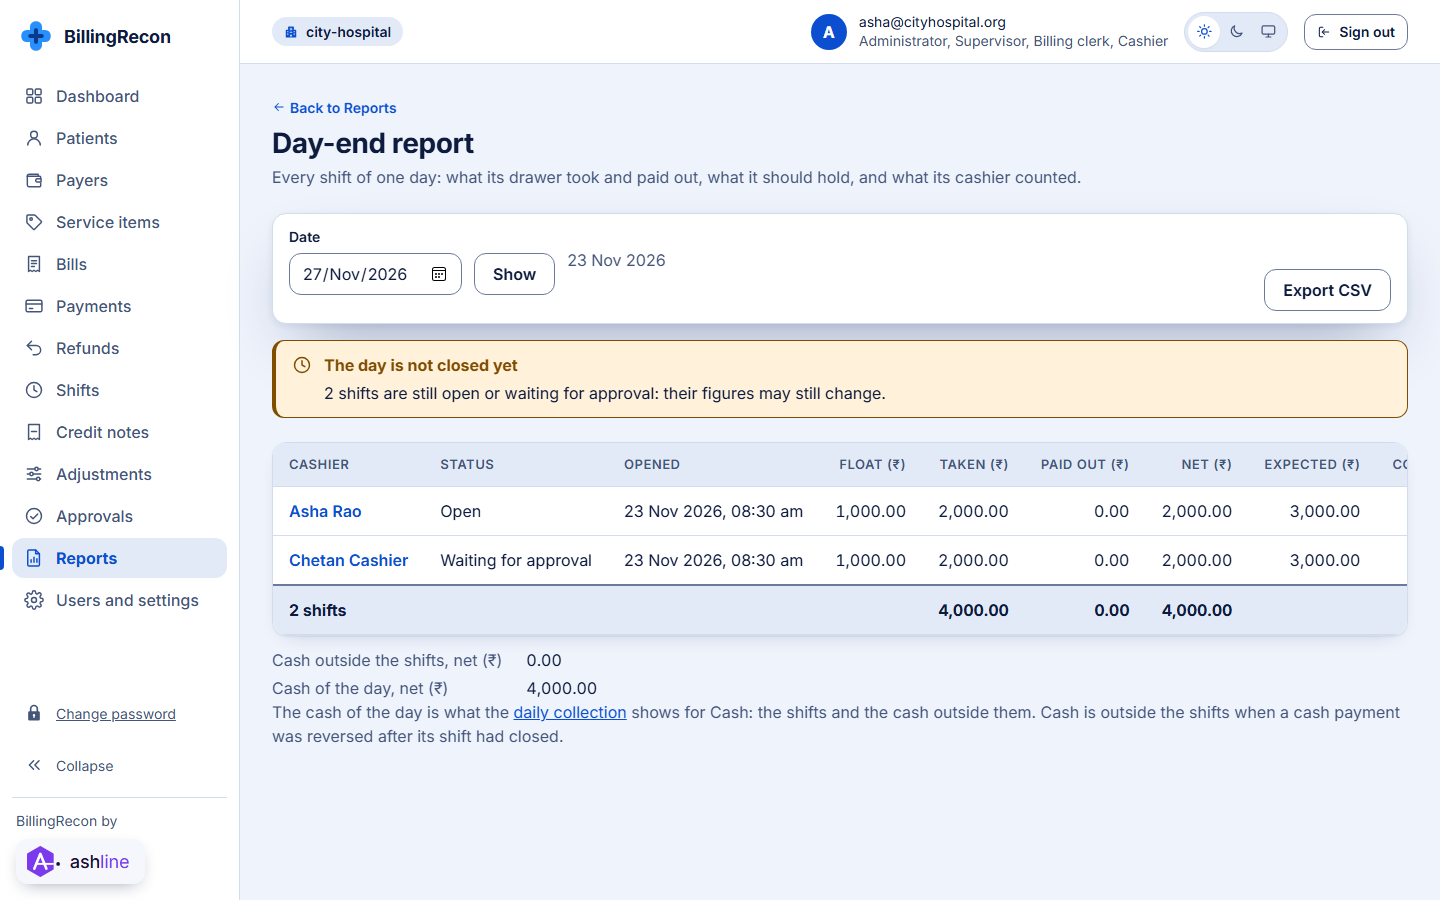 BillingRecon
city-hospital
A
asha@cityhospital.org
Administrator, Supervisor, Billing clerk, Cashier
Sign out
Dashboard
Patients
Payers
Service items
Bills
Payments
Refunds
Shifts
Credit notes
Adjustments
Approvals
Reports
Users and settings
Change password
Collapse
BillingRecon by
A
ashline
Back to Reports
Day-end report
Every shift of one day: what its drawer took and paid out, what it should hold, and what its cashier counted.
Date
27/Nov/2026
Show
23 Nov 2026
Export CSV
The day is not closed yet
2 shifts are still open or waiting for approval: their figures may still change.
CASHIER STATUS OPENED FLOAT (₹) TAKEN (₹) PAID OUT (₹) NET (₹) EXPECTED (₹)
Asha Rao Open 23 Nov 2026, 08:30 am 1,000.00 2,000.00 0.00 2,000.00 3,000.00
Chetan Cashier Waiting for approval 23 Nov 2026, 08:30 am 1,000.00 2,000.00 0.00 2,000.00 3,000.00
2 shifts 4,000.00 0.00 4,000.00
Cash outside the shifts, net (₹) 0.00
Cash of the day, net (₹) 4,000.00
The cash of the day is what the daily collection shows for Cash: the shifts and the cash outside them. Cash is outside the shifts when a cash payment
was reversed after its shift had closed.